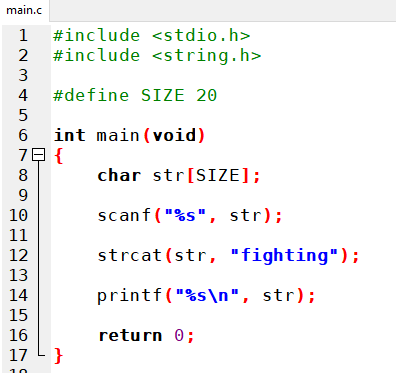 main.c
1 #include <stdio.h>
2 #include <string.h>
3
4 #define SIZE 20
5
6 int main(void)
7 {
8     char str[SIZE];
9
10     scanf("%s", str);
11
12     strcat(str, "fighting");
13
14     printf("%s\n", str);
15
16     return 0;
17 }